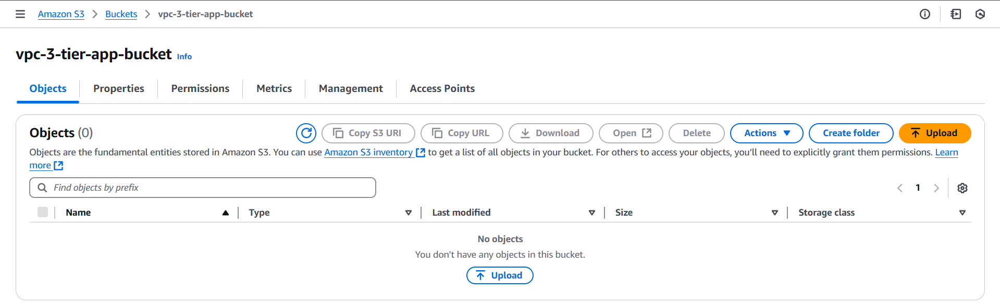 Amazon S3 > Buckets > vpc-3-tier-app-bucket
vpc-3-tier-app-bucket Info
Objects Properties Permissions Metrics Management Access Points
Objects (0) Copy S3 URI Copy URL Download Open Delete Actions Create folder Upload
Objects are the fundamental entities stored in Amazon S3. You can use Amazon S3 inventory to get a list of all objects in your bucket. For others to access your objects, you’ll need to explicitly grant them permissions. Learn
more
Find objects by prefix 1
Name Type Last modified Size Storage class
No objects
You don't have any objects in this bucket.
Upload